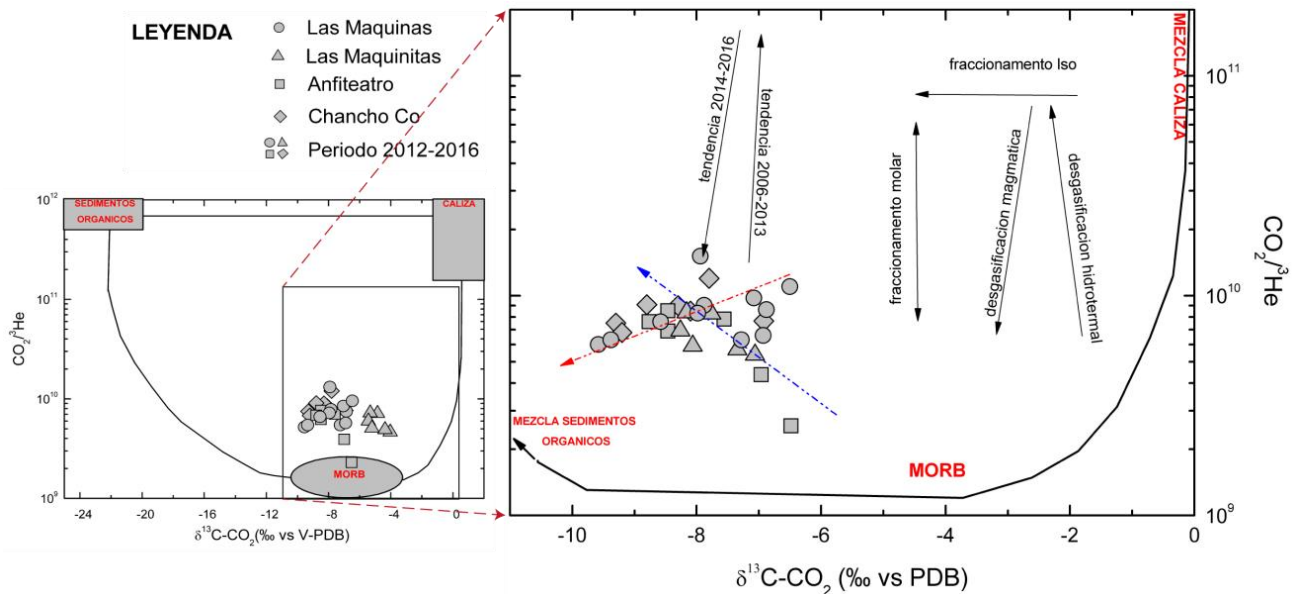 LEYENDA
Las Maquinas
Las Maquinitas
Anfiteatro
Chancho Co
Periodo 2012-2016
10¹²
10¹¹
10¹⁰
10⁹
CO₂/³He
SEDIMENTOS
ORGANICOS
CALIZA
MORB
-24
-20
-16
-12
-8
-4
0
δ¹³C-CO₂(‰ vs V-PDB)
tendencia 2014-2016
tendencia 2006-2013
fraccionamento Iso
fraccionamento molar
desgasificacion magmatica
desgasificacion hidrotermal
MEZCLA CALIZA
MEZCLA SEDIMENTOS
ORGANICOS
MORB
10¹¹
10¹⁰
10⁹
CO₂/³He
-10
-8
-6
-4
-2
0
δ¹³C-CO₂ (‰ vs PDB)